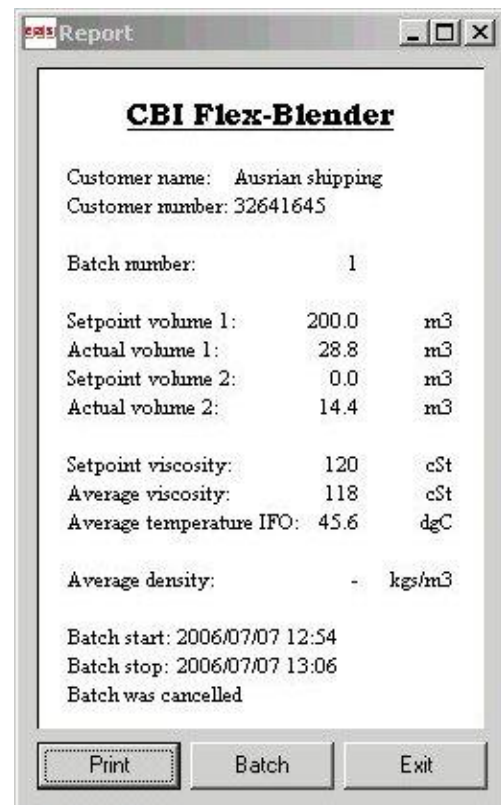 Report
CBI Flex-Blender
Customer name: Ausrian shipping
Customer number: 32641645
Batch number: 1
Setpoint volume 1: 200.0 m3
Actual volume 1: 28.8 m3
Setpoint volume 2: 0.0 m3
Actual volume 2: 14.4 m3
Setpoint viscosity: 120 cSt
Average viscosity: 118 cSt
Average temperature IFO: 45.6 dgC
Average density: - kgs/m3
Batch start: 2006/07/07 12:54
Batch stop: 2006/07/07 13:06
Batch was cancelled
Print Batch Exit